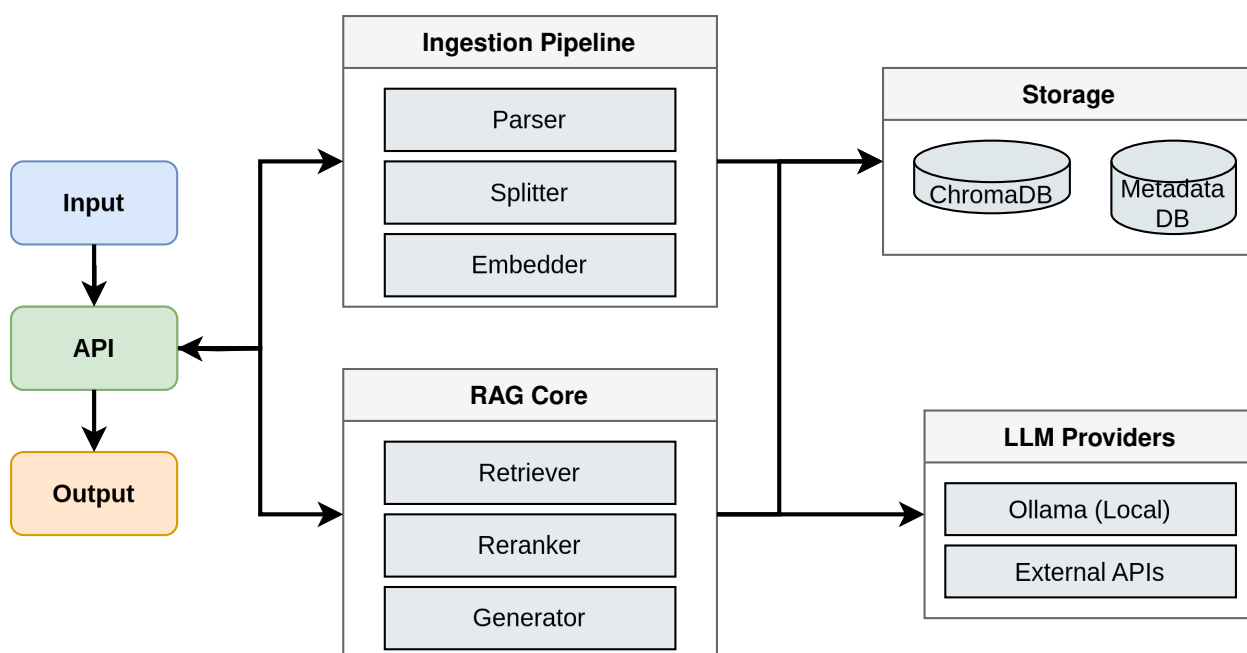 Input
API
Output
Ingestion Pipeline
Parser
Splitter
Embedder
RAG Core
Retriever
Reranker
Generator
Storage
ChromaDB
Metadata
DB
LLM Providers
Ollama (Local)
External APIs